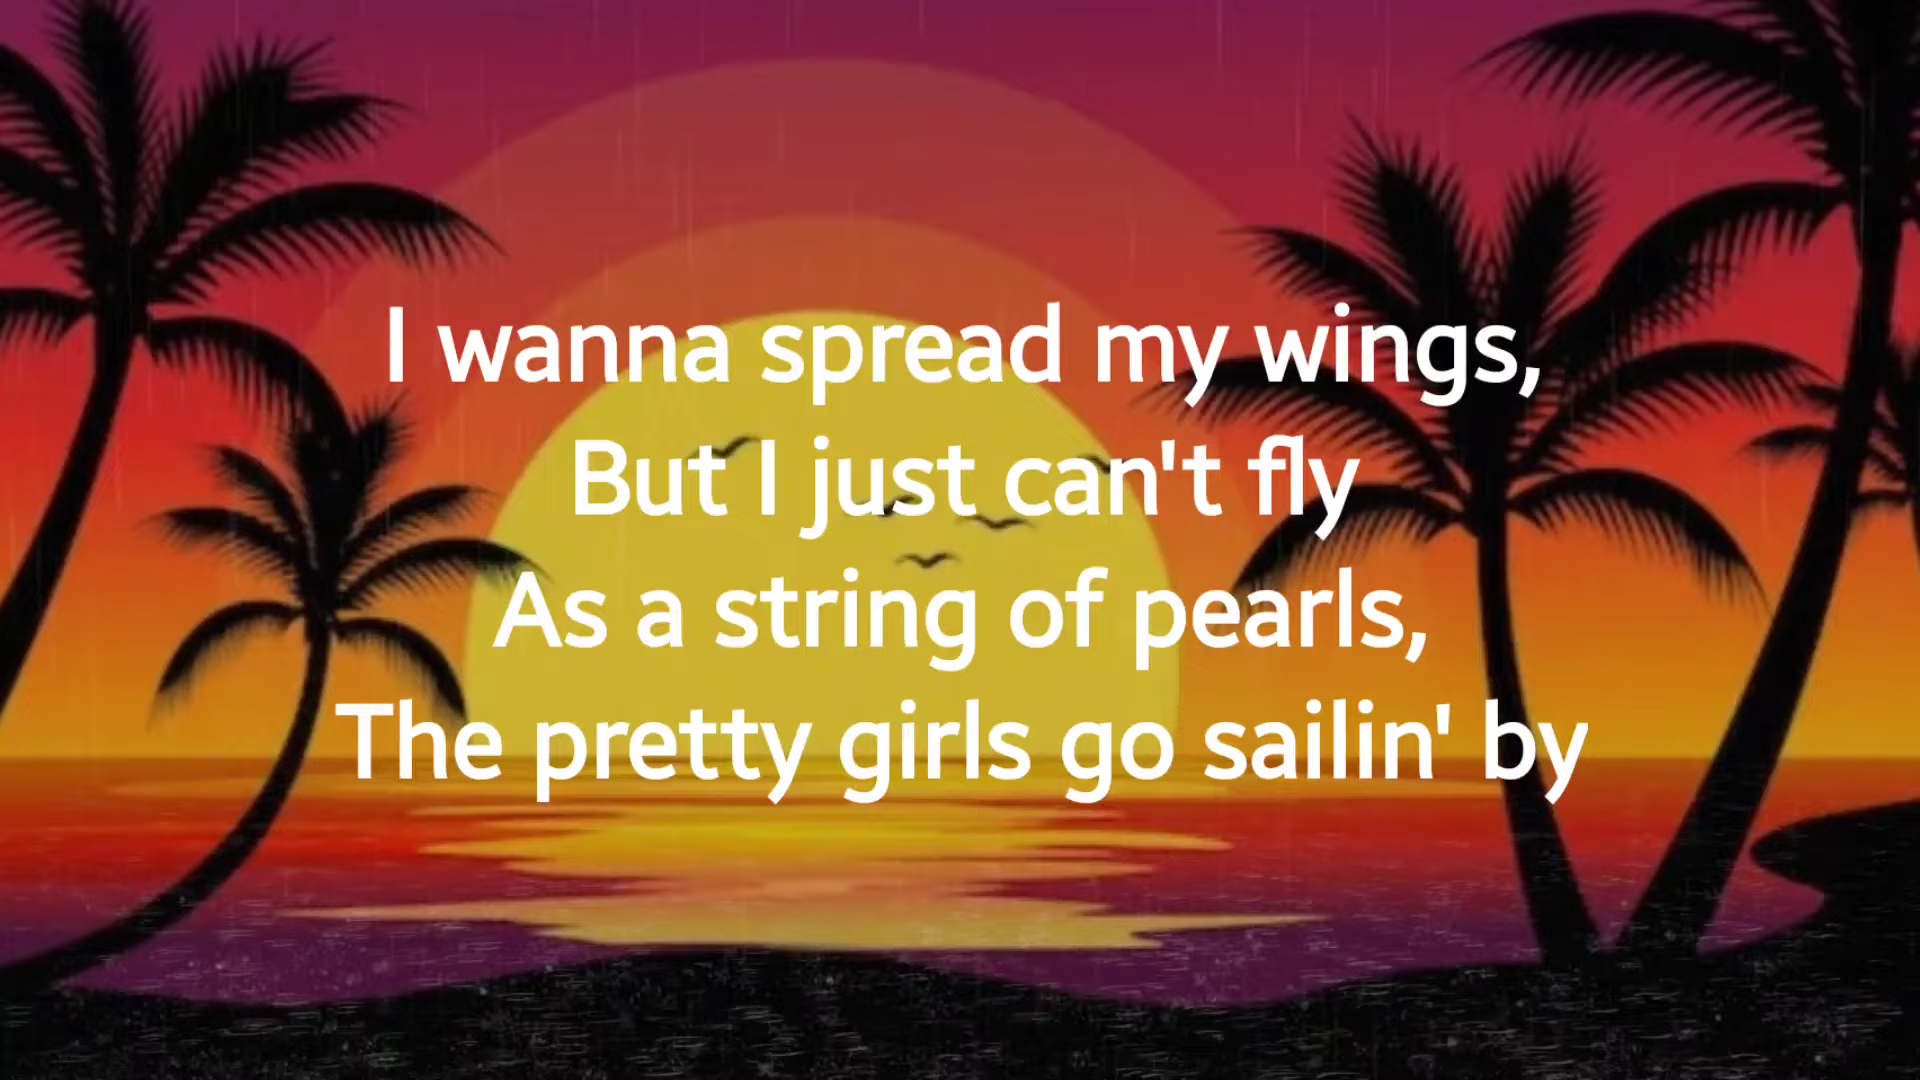 I wanna spread my wings,
But I just can't fly
As a string of pearls,
The pretty girls go sailin' by